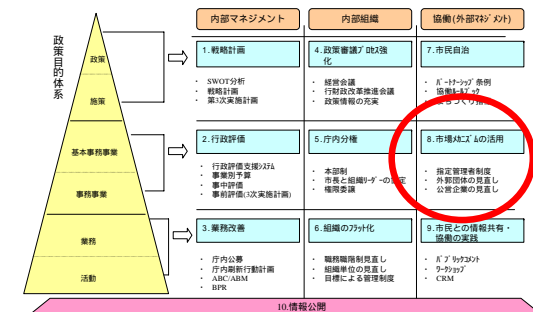 内部マネジメント
内部組織
協働(外部ﾏﾈｼﾞﾒﾝﾄ)
政策目的体系
政策
施策
基本事務事業
事務事業
業務
活動
1.戦略計画
・ SWOT分析
・ 戦略計画
・ 第3次実施計画
4.政策審議ﾌﾟﾛｾｽ強化
・ 経営会議
・ 行財政改革推進会議
・ 政策情報の充実
7.市民自治
・ ﾊﾟｰﾄﾅｰｼｯﾌﾟ条例
・ 協働ﾙｰﾙﾌﾞｯｸ
2.行政評価
・ 行政評価支援ｼｽﾃﾑ
・ 事業別予算
・ 事中評価
・ 事前評価(3次実施計画)
5.庁内分権
・ 本部制
・ 市長と組織ﾘｰﾀﾞｰの
・ 権限委譲
8.市場ﾒｶﾆｽﾞﾑの活用
・ 指定管理者制度
・ 外郭団体の見直し
・ 公営企業の見直し
3.業務改善
・ 庁内公募
・ 庁内刷新行動計画
・ ABC/ABM
・ BPR
6.組織のﾌﾗｯﾄ化
・ 職務職階制見直し
・ 組織単位の見直し
・ 目標による管理制度
9.市民との情報共有・
協働の実践
・ ﾊﾟﾌﾞﾘｯｸｺﾒﾝﾄ
・ ﾜｰｸｼｮｯﾌﾟ
・ CRM
10.情報公開